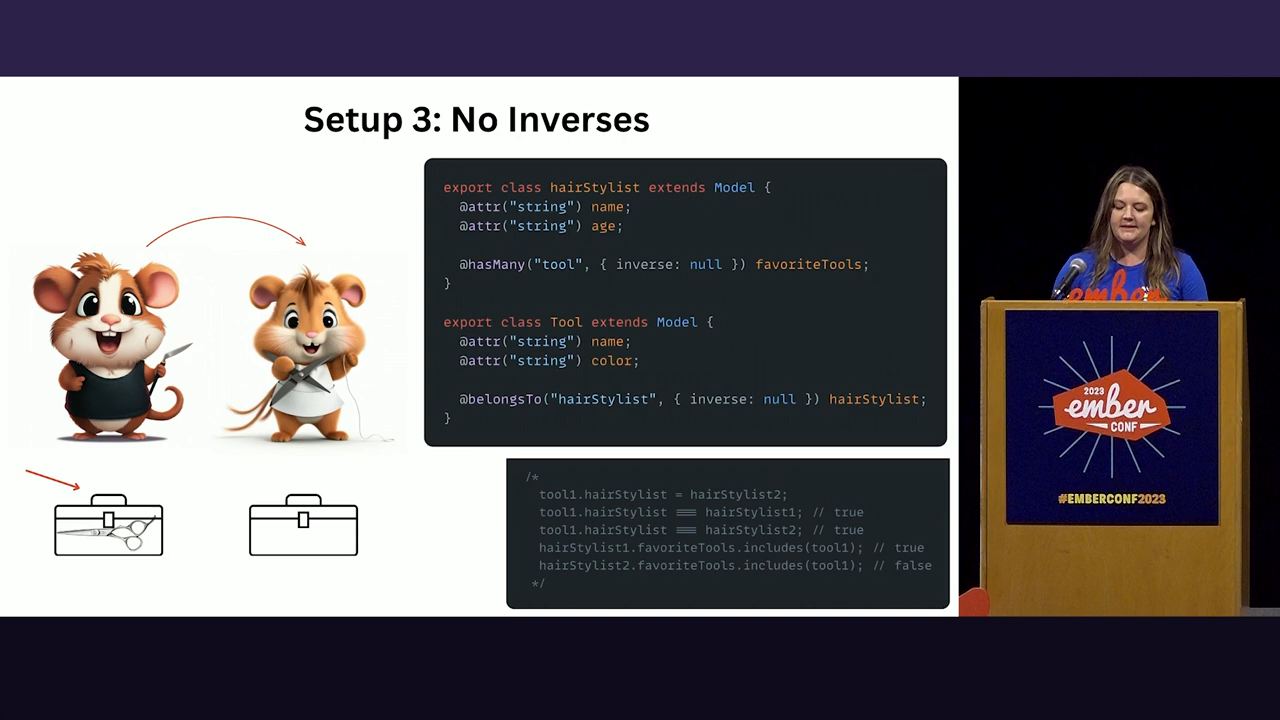 Setup 3: No Inverses
export class hairStylist extends Model {
@attr("string") name;
@attr("string") age;
@hasMany("tool", { inverse: null }) favoriteTools;
}
export class Tool extends Model {
@attr("string") name;
@attr("string") color;
@belongsTo("hairStylist", { inverse: null }) hairStylist;
}
/*
tool1.hairStylist = hairStylist2;
tool1.hairStylist === hairStylist1; // true
tool1.hairStylist === hairStylist2; // true
hairStylist1.favoriteTools.includes(tool1); // true
hairStylist2.favoriteTools.includes(tool1); // false
*/
ember
2023
ember
CONF
#EMBERCONF2023